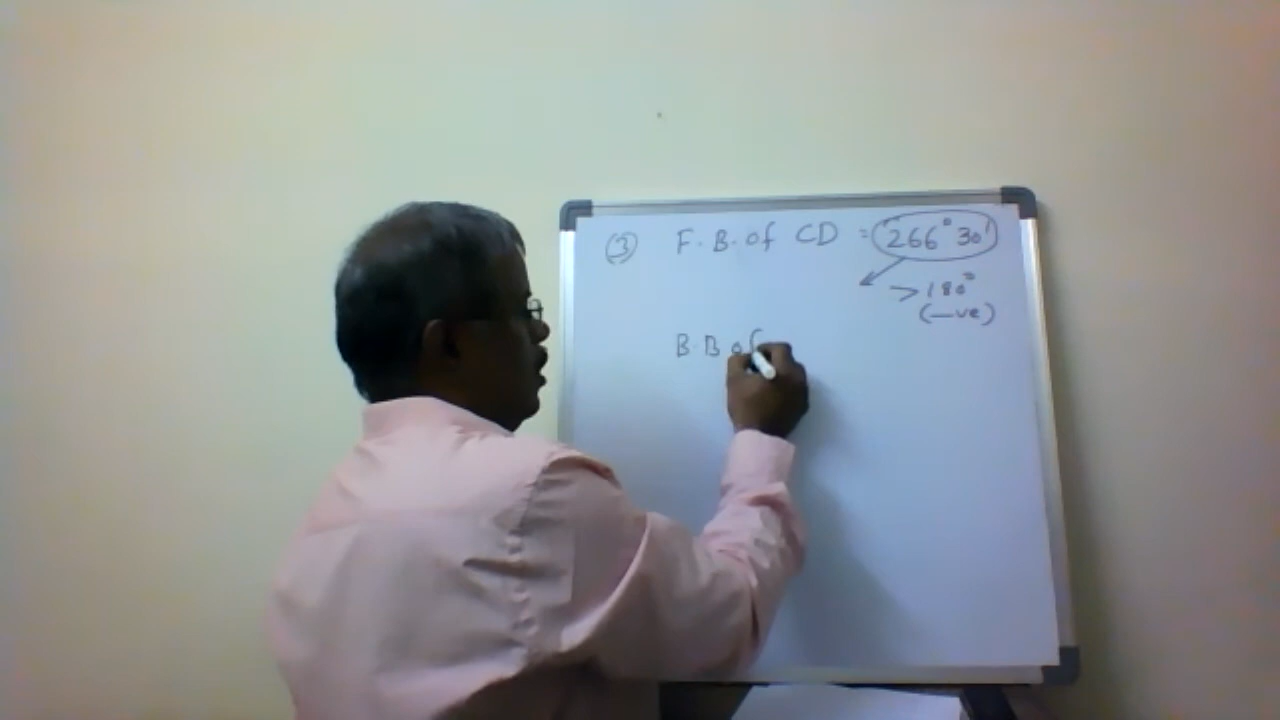 (3) F.B. of CD = 266° 30'
> 180°
(-ve)
B.B of